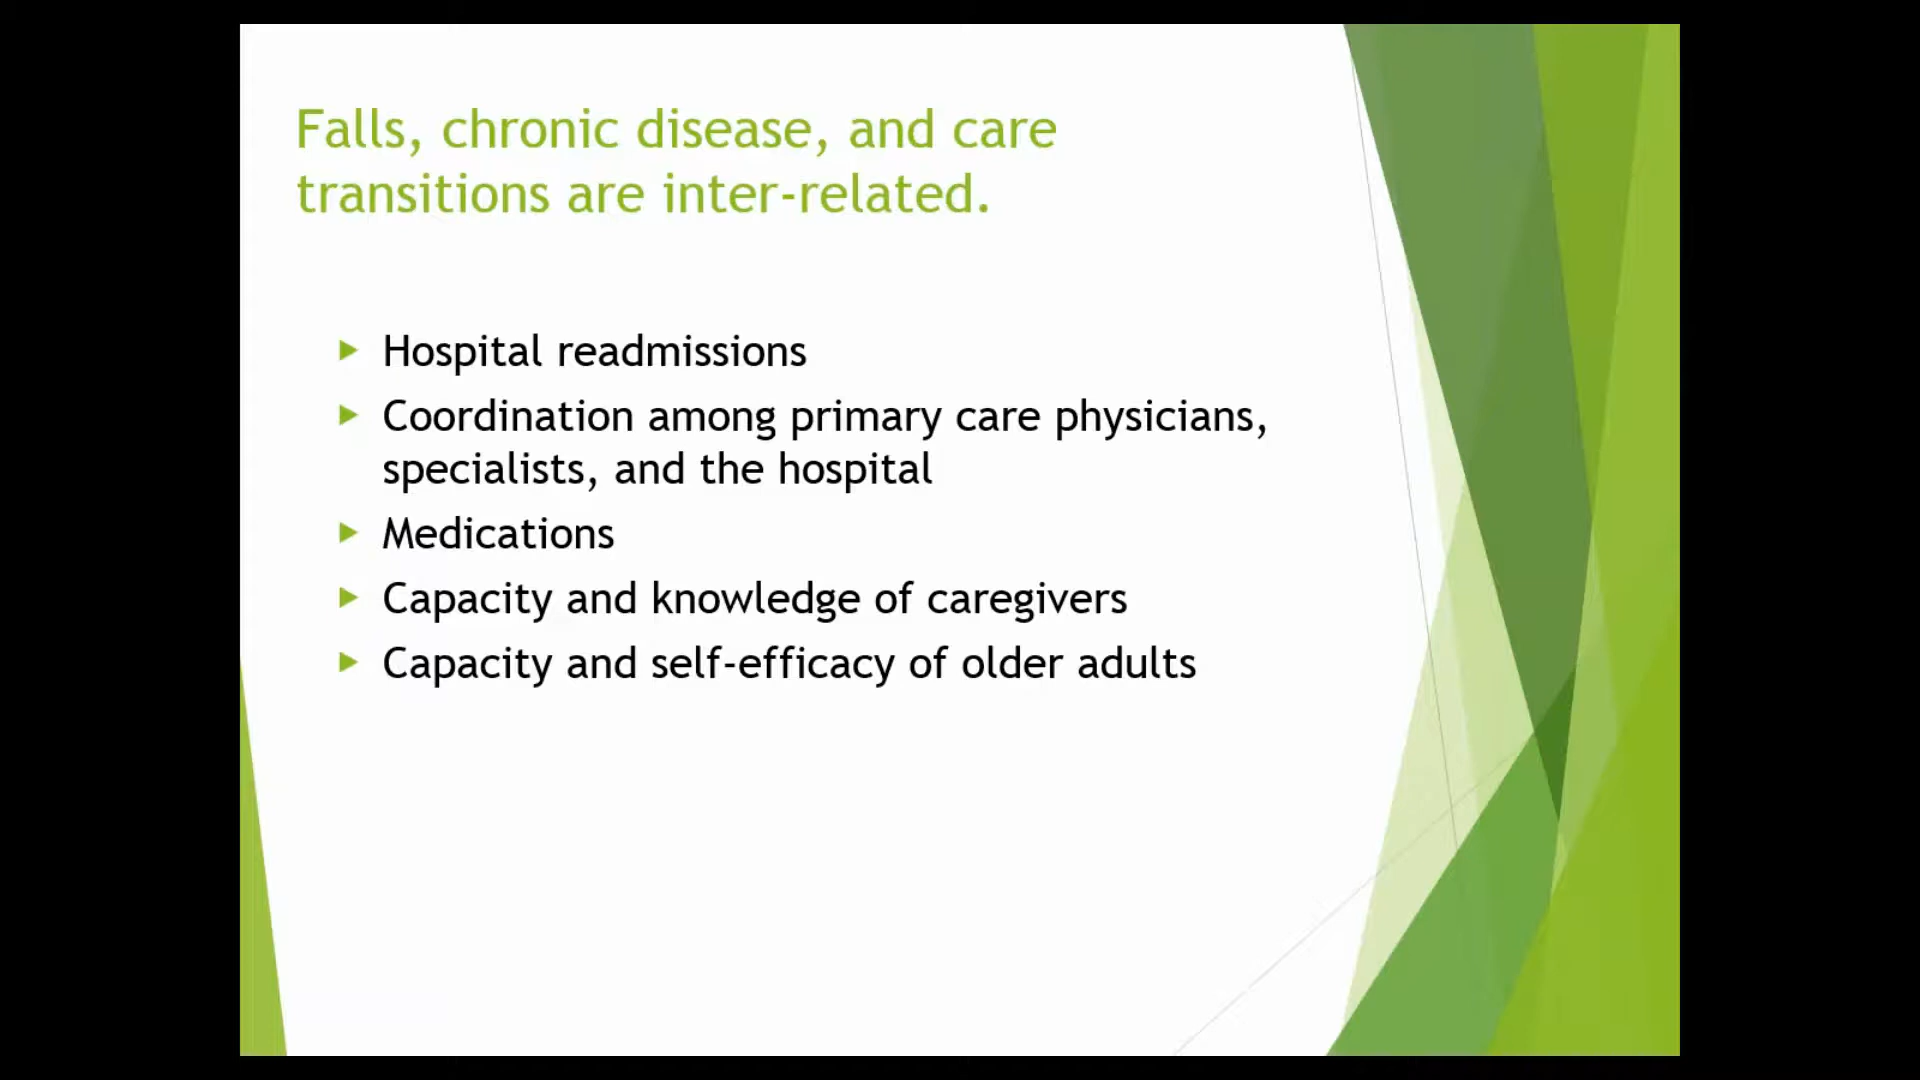 Falls, chronic disease, and care
transitions are inter-related.
Hospital readmissions
Coordination among primary care physicians,
specialists, and the hospital
Medications
Capacity and knowledge of caregivers
Capacity and self-efficacy of older adults